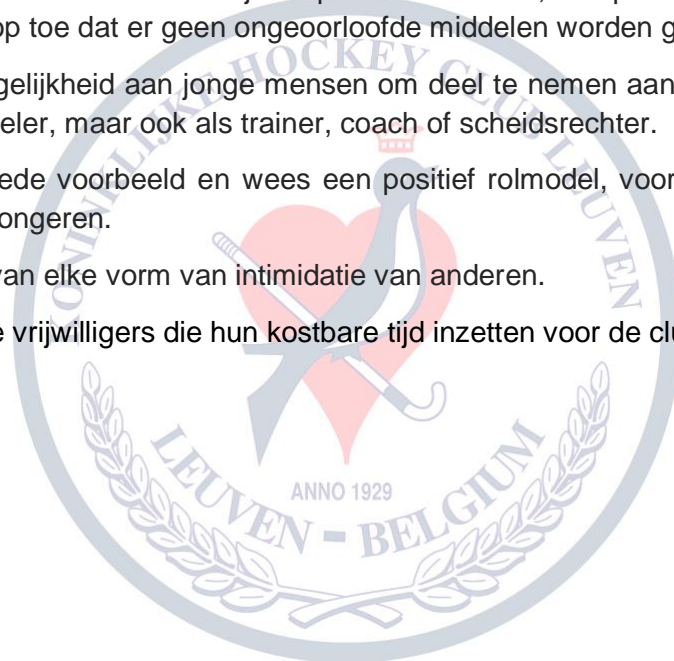 op toe dat er geen ongeoorloofde middelen worden g
gelijkheid aan jonge mensen om deel te nemen aan
eler, maar ook als trainer, coach of scheidsrechter.
ede voorbeeld en wees een positief rolmodel, voor
ongeren.
van elke vorm van intimidatie van anderen.
e vrijwilligers die hun kostbare tijd inzetten voor de clu
KONINKLIJKE HOCKEY CLUB LEUVEN
ANNO 1929
LEUVEN - BELGIUM